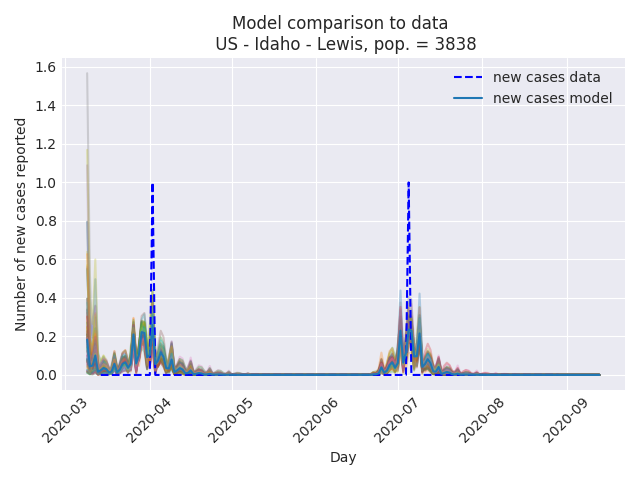 Model comparison to data
US - Idaho - Lewis, pop. = 3838
new cases data
new cases model
Number of new cases reported
1.6
1.4
1.2
1.0
0.8
0.6
0.4
0.2
0.0
2020-03
2020-04
2020-05
2020-06
2020-07
2020-08
2020-09
Day